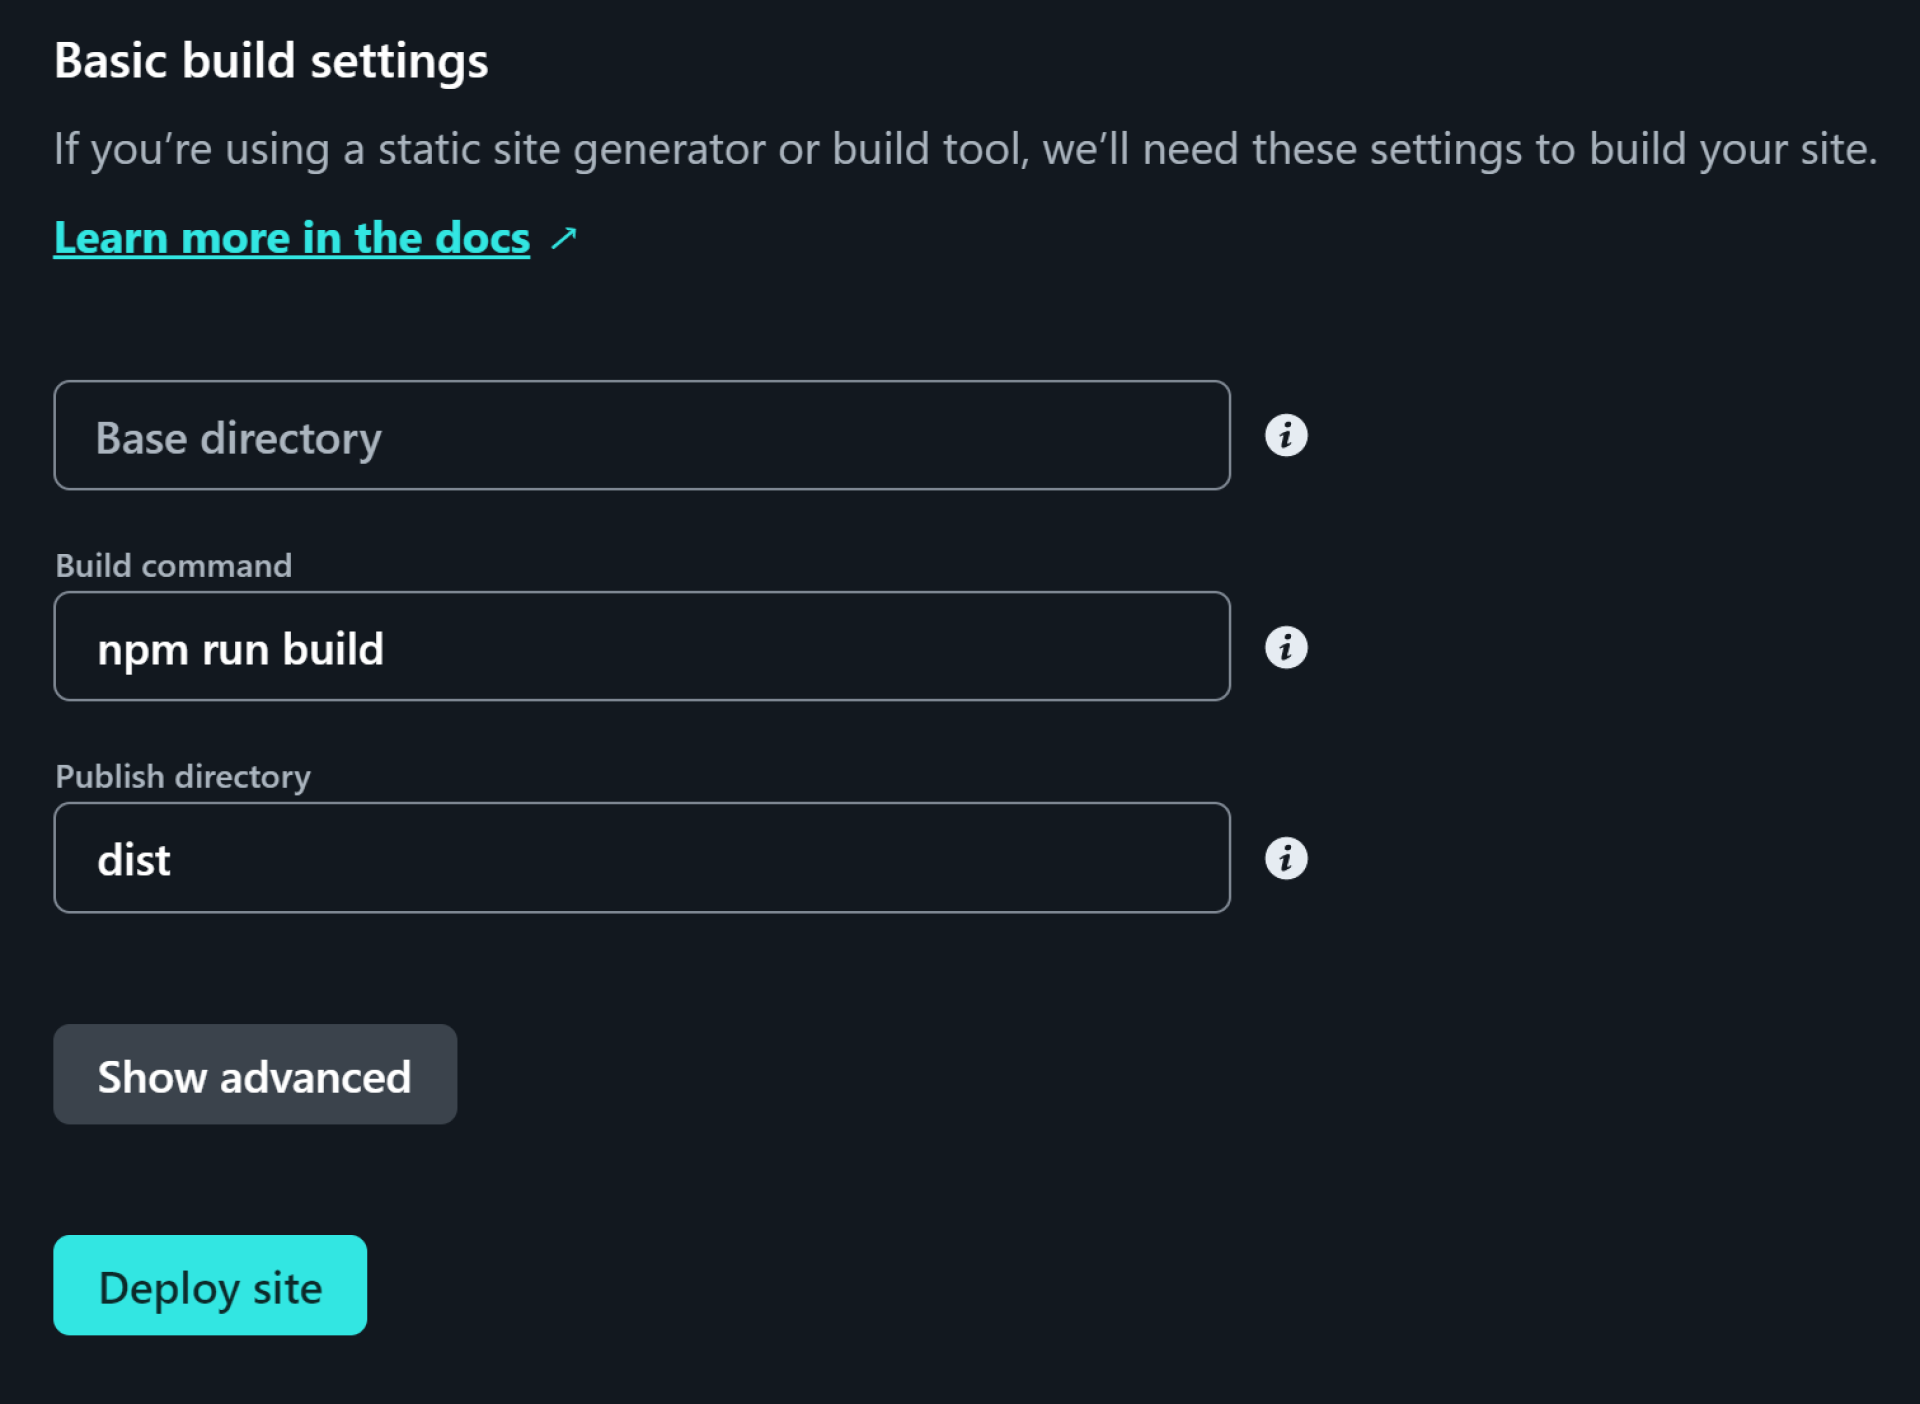 Basic build settings
If you’re using a static site generator or build tool, we’ll need these settings to build your site.
Learn more in the docs ↗
Base directory
Build command
npm run build
Publish directory
dist
Show advanced
Deploy site